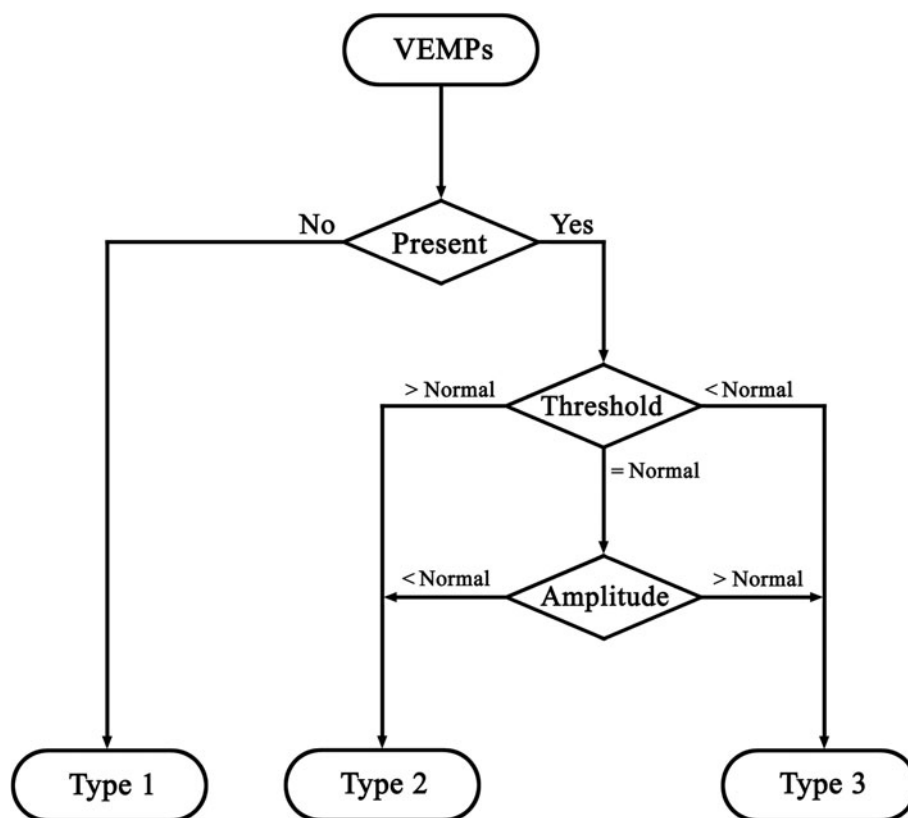 VEMPs
No
Yes
Present
> Normal
< Normal
Threshold
= Normal
< Normal
> Normal
Amplitude
Type 1
Type 2
Type 3